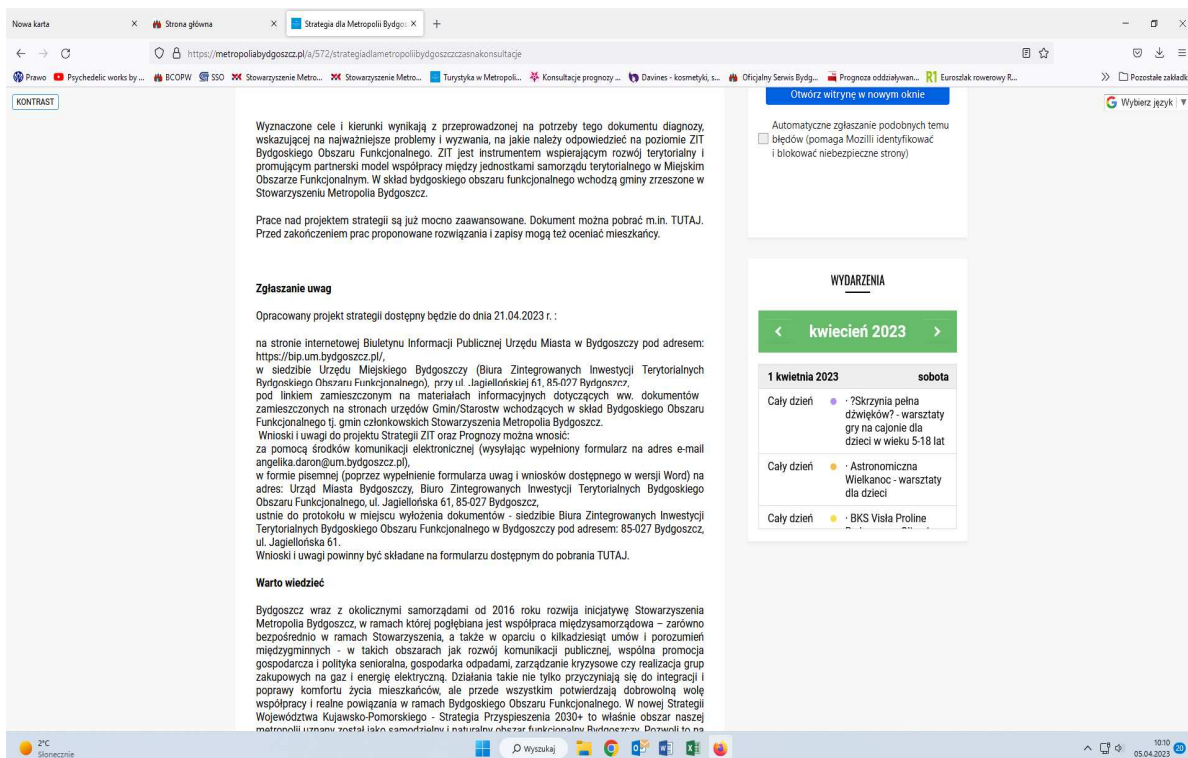 Nowa karta
Strona główna
Strategia dla Metropolii Bydgos
https://metropoliabydgoszcz.pl/a/572/strategiadlametropoliibydgoszczczasnakonsultacje
Prawo
Psychedelic works by ...
BCOPW
SSO
Stowarzyszenie Metro...
Stowarzyszenie Metro...
Turystyka w Metropoli...
Konsultacje prognozy ...
Davines - kosmetyki, s...
Oficjalny Serwis Bydg...
Prognoza oddziaływan...
R1 Euroszlak rowerowy R...
Pozostałe zakładk
KONTRAST
G Wybierz język
Wyznaczone cele i kierunki wynikają z przeprowadzonej na potrzeby tego dokumentu diagnozy,
wskazującej na najważniejsze problemy i wyzwania, na jakie należy odpowiedzieć na poziomie ZIT
Bydgoskiego Obszaru Funkcjonalnego. ZIT jest instrumentem wspierającym rozwój terytorialny i
promującym partnerski model współpracy między jednostkami samorządu terytorialnego w Miejskim
Obszarze Funkcjonalnym. W skład bydgoskiego obszaru funkcjonalnego wchodzą gminy zrzeszone w
Stowarzyszeniu Metropolia Bydgoszcz.
Prace nad projektem strategii są już mocno zaawansowane. Dokument można pobrać m.in. TUTAJ.
Przed zakończeniem prac proponowane rozwiązania i zapisy mogą też oceniać mieszkańcy.
Zgłaszanie uwag
Opracowany projekt strategii dostępny będzie do dnia 21.04.2023 r. :
na stronie internetowej Biuletynu Informacji Publicznej Urzędu Miasta w Bydgoszczy pod adresem:
https://bip.um.bydgoszcz.pl/,
w siedzibie Urzędu Miejskiego Bydgoszczy (Biura Zintegrowanych Inwestycji Terytorialnych
Bydgoskiego Obszaru Funkcjonalnego), przy ul. Jagiellońskiej 61, 85-027 Bydgoszcz,
pod linkiem zamieszczonym na materiałach informacyjnych dotyczących ww. dokumentów
zamieszczonych na stronach urzędów Gmin/Starostw wchodzących w skład Bydgoskiego Obszaru
Funkcjonalnego tj. gmin członkowskich Stowarzyszenia Metropolia Bydgoszcz.
Wnioski i uwagi do projektu Strategii ZIT oraz Prognozy można wnosić:
za pomocą środków komunikacji elektronicznej (wysyłając wypełniony formularz na adres e-mail
angelika.daron@um.bydgoszcz.pl),
w formie pisemnej (poprzez wypełnienie formularza uwag i wniosków dostępnego w wersji Word) na
adres: Urząd Miasta Bydgoszczy, Biuro Zintegrowanych Inwestycji Terytorialnych Bydgoskiego
Obszaru Funkcjonalnego, ul. Jagiellońska 61, 85-027 Bydgoszcz,
ustnie do protokołu w miejscu wyłożenia dokumentów - siedzibie Biura Zintegrowanych Inwestycji
Terytorialnych Bydgoskiego Obszaru Funkcjonalnego w Bydgoszczy pod adresem: 85-027 Bydgoszcz,
ul. Jagiellońska 61.
Wnioski i uwagi powinny być składane na formularzu dostępnym do pobrania TUTAJ.
Warto wiedzieć
Bydgoszcz wraz z okolicznymi samorządami od 2016 roku rozwija inicjatywę Stowarzyszenia
Metropolia Bydgoszcz, w ramach której pogłębiana jest współpraca międzysamorządowa – zarówno
bezpośrednio w ramach Stowarzyszenia, a także w oparciu o kilkadziesiąt umów i porozumień
międzygminnych - w takich obszarach jak rozwój komunikacji publicznej, wspólna promocja
gospodarcza i polityka senioralna, gospodarka odpadami, zarządzanie kryzysowe czy realizacja grup
zakupowych na gaz i energię elektryczną. Działania takie nie tylko przyczyniają się do integracji i
poprawy komfortu życia mieszkańców, ale przede wszystkim potwierdzają dobrowolną wolę
współpracy i realne powiązania w ramach Bydgoskiego Obszaru Funkcjonalnego. W nowej Strategii
Województwa Kujawsko-Pomorskiego - Strategia Przyspieszenia 2030+ to właśnie obszar naszej
metropolii uznany został jako samodzielny i naturalny obszar funkcjonalny Bydgoszczy. Pozwoli to na
Otwórz witrynę w nowym oknie
Automatyczne zgłaszanie podobnych temu
błędów (pomaga Mozilli identyfikować
i blokować niebezpieczne strony)
WYDARZENIA
kwiecień 2023
1 kwietnia 2023 sobota
Cały dzień · ?Skrzynia pełna
dźwięków? - warsztaty
gry na cajonie dla
dzieci w wieku 5-18 lat
Cały dzień · Astronomiczna
Wielkanoc - warsztaty
dla dzieci
Cały dzień · BKS Visła Proline
2°C
Słonecznie
Wyszukaj
10:10
05.04.2023
20